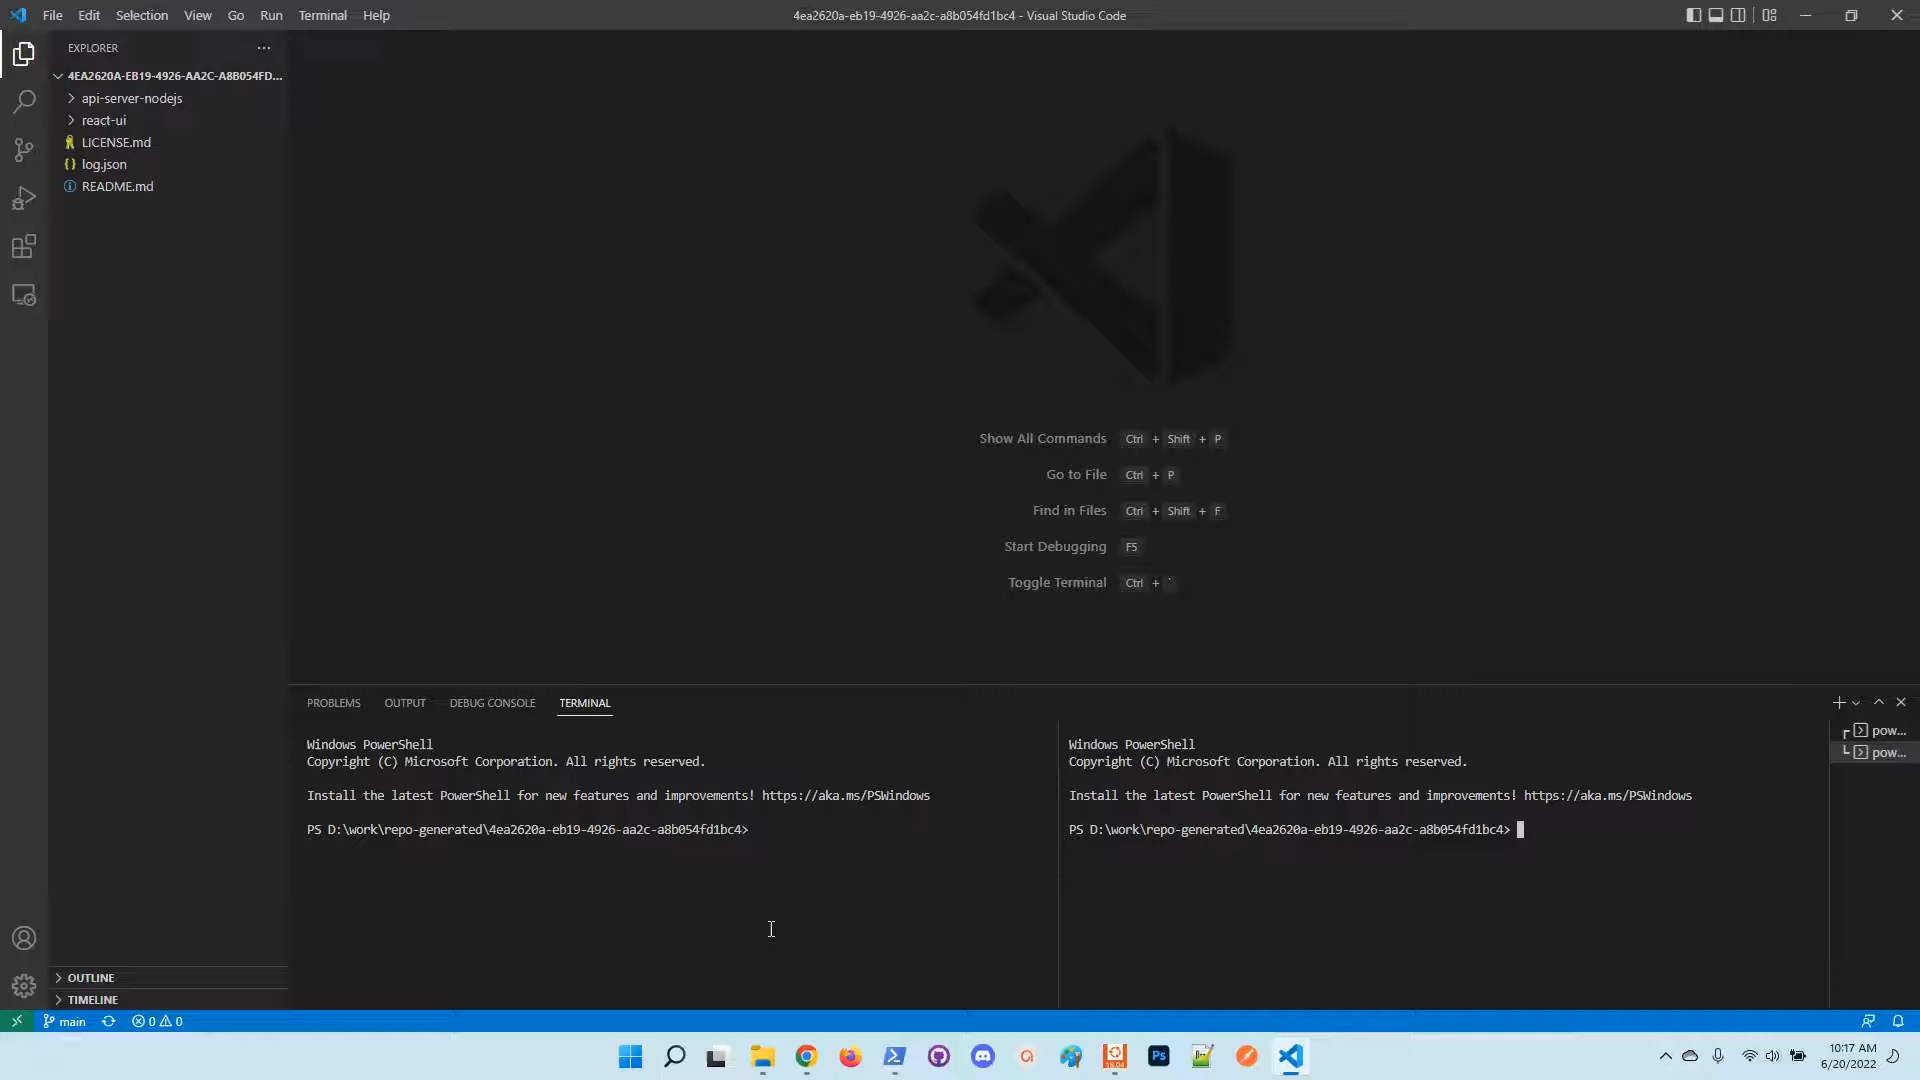 File Edit Selection View Go Run Terminal Help
4ea2620a-eb19-4926-aa2c-a8b054fd1bc4 - Visual Studio Code
EXPLORER
4EA2620A-EB19-4926-AA2C-A8B054FD...
api-server-nodejs
react-ui
LICENSE.md
log.json
README.md
Show All Commands Ctrl + Shift + P
Go to File Ctrl + P
Find in Files Ctrl + Shift + F
Start Debugging F5
Toggle Terminal Ctrl + `
PROBLEMS OUTPUT DEBUG CONSOLE TERMINAL
Windows PowerShell
Copyright (C) Microsoft Corporation. All rights reserved.
Install the latest PowerShell for new features and improvements! https://aka.ms/PSWindows
PS D:\work\repo-generated\4ea2620a-eb19-4926-aa2c-a8b054fd1bc4>
Windows PowerShell
Copyright (C) Microsoft Corporation. All rights reserved.
Install the latest PowerShell for new features and improvements! https://aka.ms/PSWindows
PS D:\work\repo-generated\4ea2620a-eb19-4926-aa2c-a8b054fd1bc4>
pow...
pow...
OUTLINE
TIMELINE
main 0 0
Ps
18.04
10:17 AM
6/20/2022